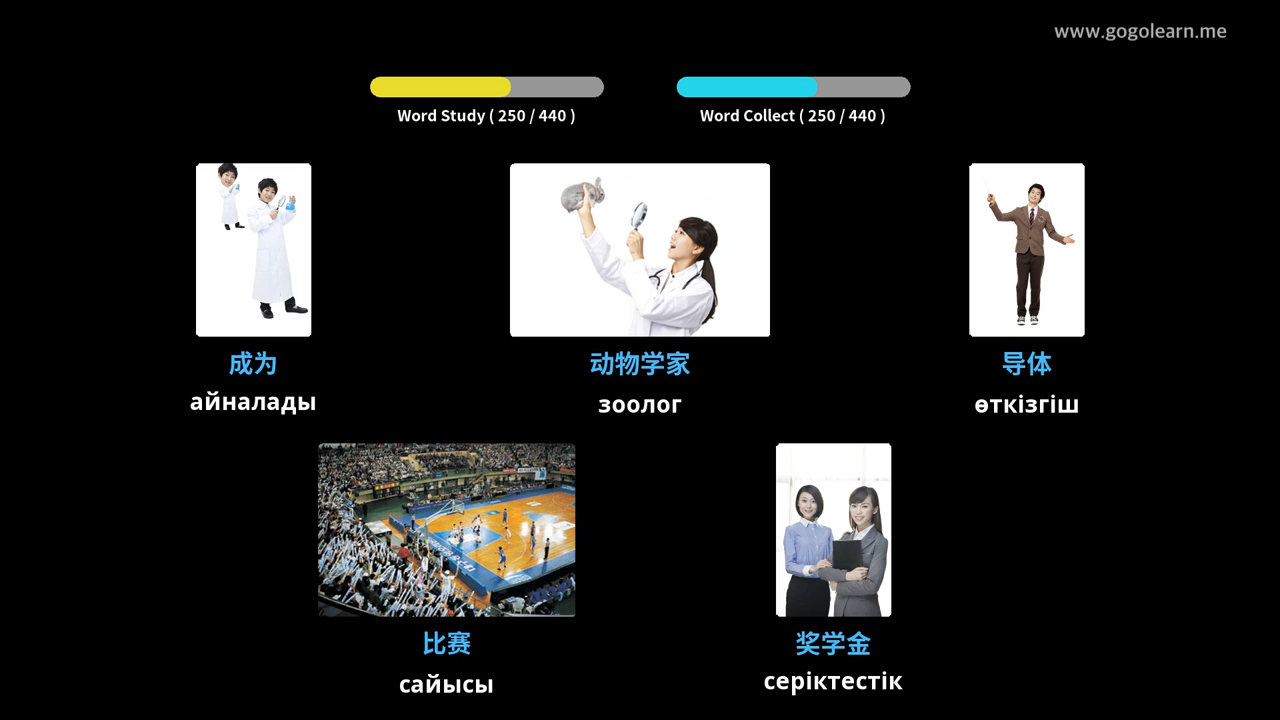 www.gogolearn.me
Word Study ( 250 / 440 )
Word Collect ( 250 / 440 )
成为
айналады
动物学家
зоолог
导体
өткізгіш
比赛
сайысы
奖学金
серіктестік